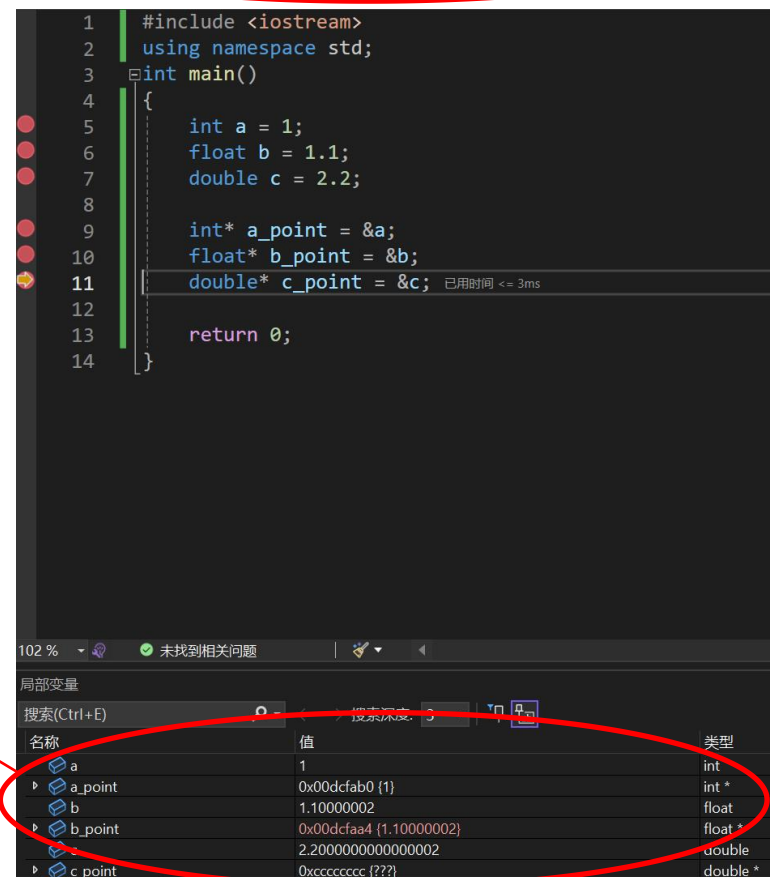 1 #include <iostream>
2 using namespace std;
3 int main()
4 {
5 int a = 1;
6 float b = 1.1;
7 double c = 2.2;
8
9 int* a_point = &a;
10 float* b_point = &b;
11 double* c_point = &c; 已用时间 <= 3ms
12
13 return 0;
14 }
102 % 未找到相关问题
局部变量
搜索(Ctrl+E) 搜索深度: 3
名称 值 类型
a 1 int
a_point 0x00dcfab0 {1} int *
b 1.10000002 float
b_point 0x00dcfaa4 {1.10000002} float *
c 2.2000000000000002 double
c_point 0xcccccccc {???} double *